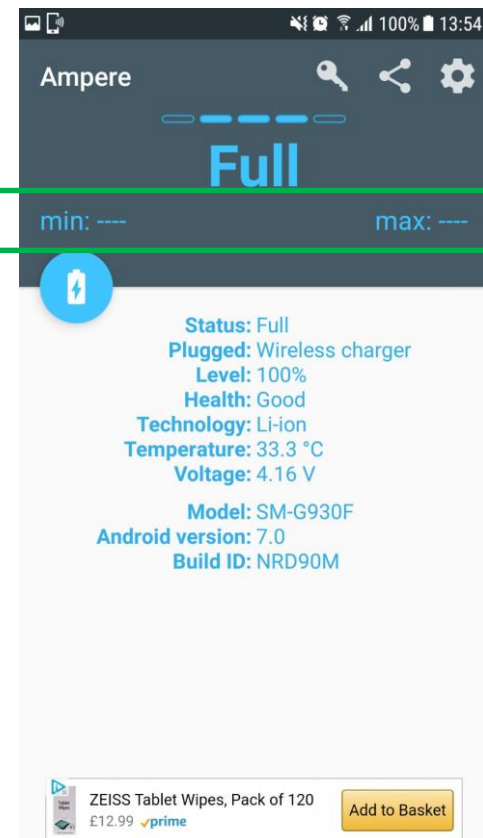 100% 13:54
Ampere
Full
min: ---- max: ----
Status: Full
Plugged: Wireless charger
Level: 100%
Health: Good
Technology: Li-ion
Temperature: 33.3 °C
Voltage: 4.16 V
Model: SM-G930F
Android version: 7.0
Build ID: NRD90M
ZEISS Tablet Wipes, Pack of 120
£12.99 prime
Add to Basket